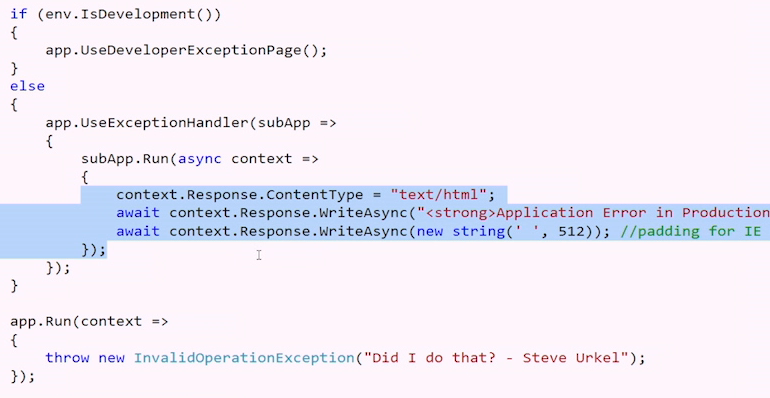 if (env.IsDevelopment())
{
    app.UseDeveloperExceptionPage();
}
else
{
    app.UseExceptionHandler(subApp =>
    {
        subApp.Run(async context =>
        {
            context.Response.ContentType = "text/html";
            await context.Response.WriteAsync("<strong>Application Error in Production
            await context.Response.WriteAsync(new string(' ', 512)); //padding for IE
        });
    });
}

app.Run(context =>
{
    throw new InvalidOperationException("Did I do that? - Steve Urkel");
});